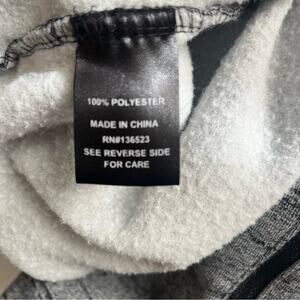 100% POLYESTER
MADE IN CHINA
RN#136523
SEE REVERSE SIDE
FOR CARE